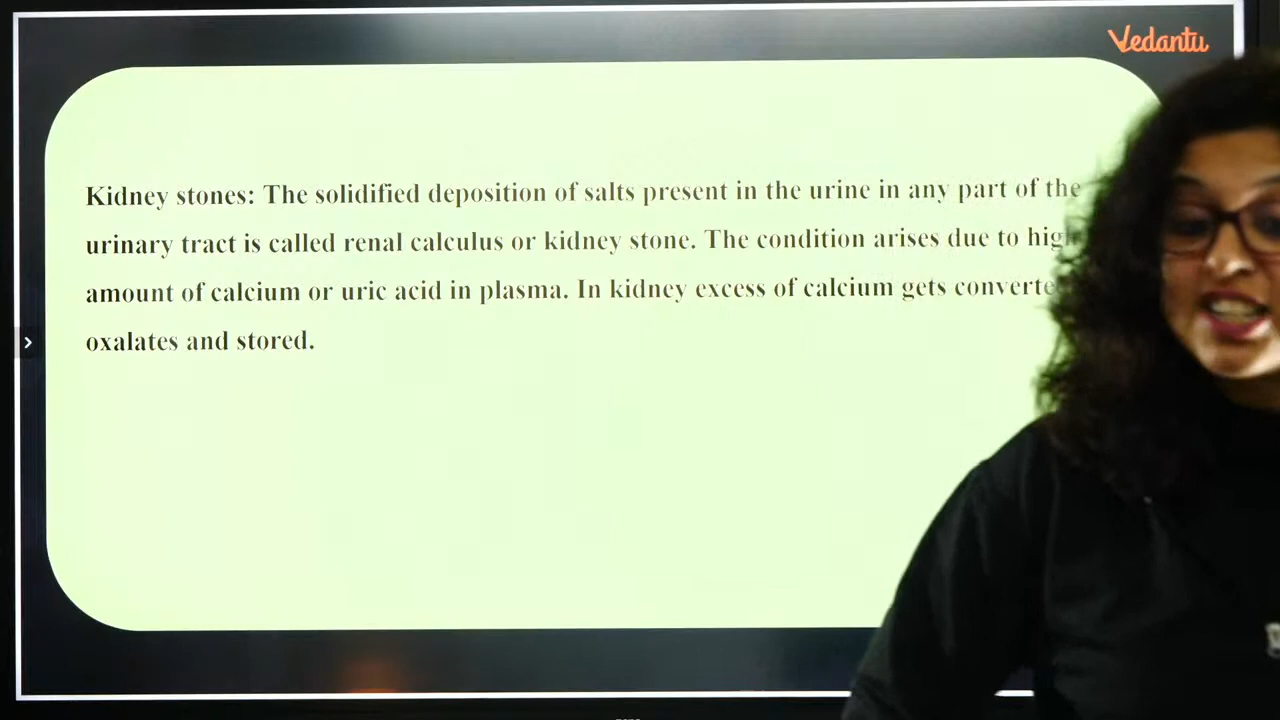 Vedantu
Kidney stones: The solidified deposition of salts present in the urine in any part of the
urinary tract is called renal calculus or kidney stone. The condition arises due to
amount of calcium or uric acid in plasma. In kidney excess of calcium gets
oxalates and stored.